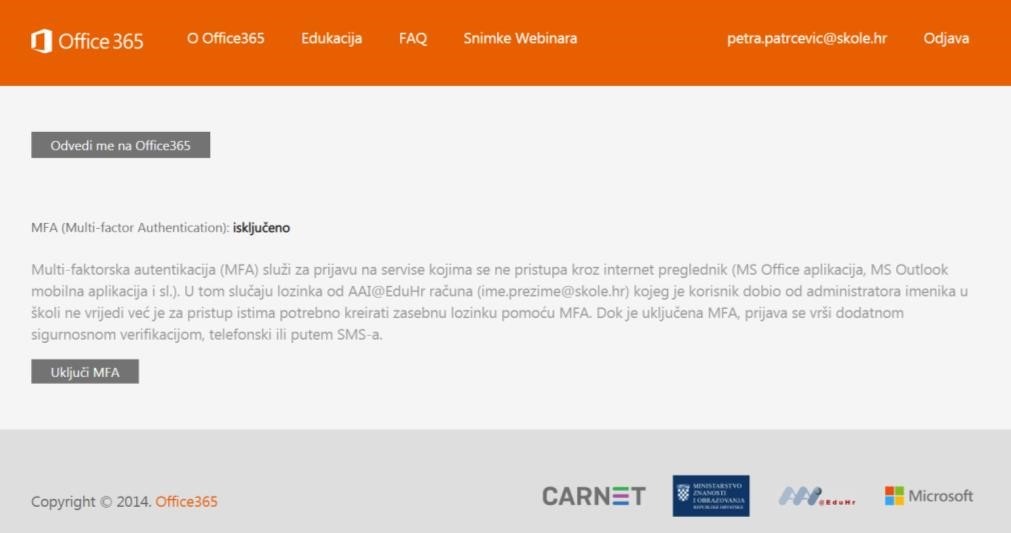 Office 365 O Office365 Edukacija FAQ Snimke Webinara petra.patrcevic@skole.hr Odjava
Odvedi me na Office365
MFA (Multi-factor Authentication): isključeno
Multi-faktorska autentikacija (MFA) služi za prijavu na servise kojima se ne pristupa kroz internet preglednik (MS Office aplikacija, MS Outlook
mobilna aplikacija i sl.). U tom slučaju lozinka od AAI@EduHr računa (ime.prezime@skole.hr) kojeg je korisnik dobio od administratora imenika u
školi ne vrijedi već je za pristup istima potrebno kreirati zasebnu lozinku pomoću MFA. Dok je uključena MFA, prijava se vrši dodatnom
sigurnosnom verifikacijom, telefonski ili putem SMS-a.
Uključi MFA
Copyright © 2014. Office365
CARNET
MINISTARSTVO
ZNANOSTI
I OBRAZOVANJA
REPUBLIKE HRVATSKE
AAI@EduHr
Microsoft